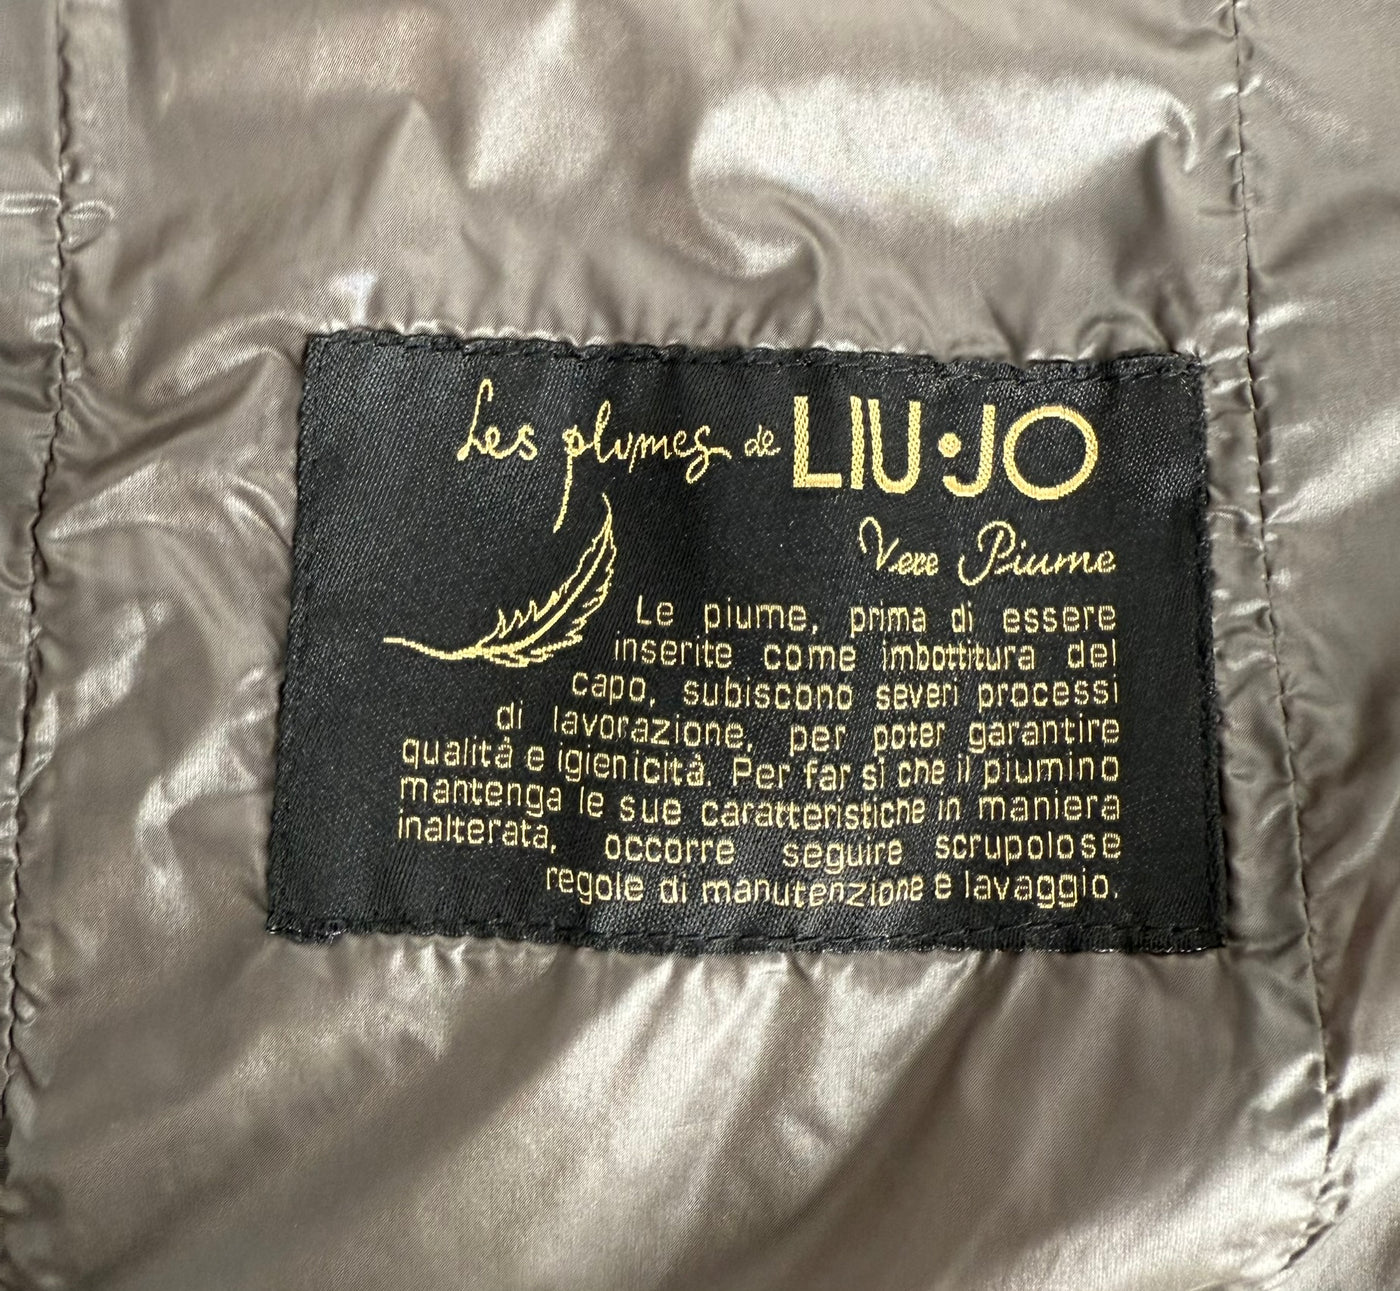 Les plumes de LIU·JO
Vere Piume
Le piume, prima di essere
inserite come imbottitura del
capo, subiscono severi processi
di lavorazione, per poter garantire
qualità e igienicità. Per far sì che il piumino
mantenga le sue caratteristiche in maniera
inalterata, occorre seguire scrupolose
regole di manutenzione e lavaggio.